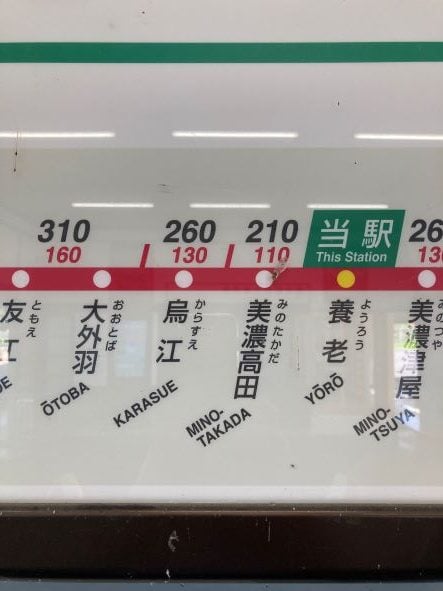 310
260
210
当駅
26
160
130
110
This Station
13
友江
ともえ
大外羽
おおとば
烏江
からすえ
美濃高田
みのたかだ
養老
ようろう
美濃津屋
ŌTOBA
KARASUE
MINO-
TAKADA
YŌRŌ
MINO-
TSUYA